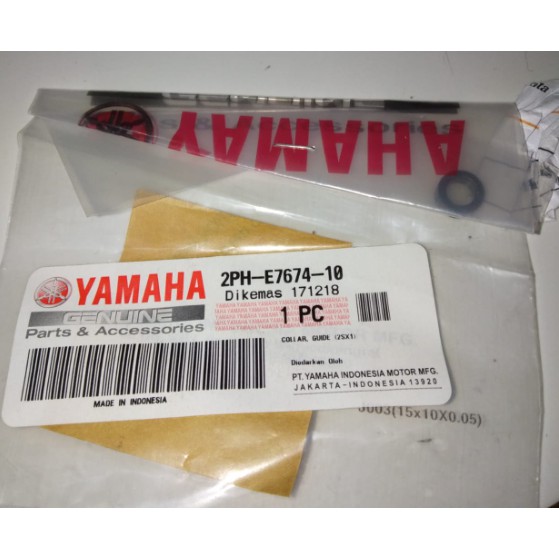 YAMAHA
YAMAHA
GENUINE
Parts & Accessories
MADE IN INDONESIA
2PH-E7674-10
Dikemas 171218
1 PC
COLLAR, GUIDE (2SX1)
Diedarkan Oleh
PT.YAMAHA INDONESIA MOTOR MFG.
JAKARTA-INDONESIA 13920
(15x10X0.05)